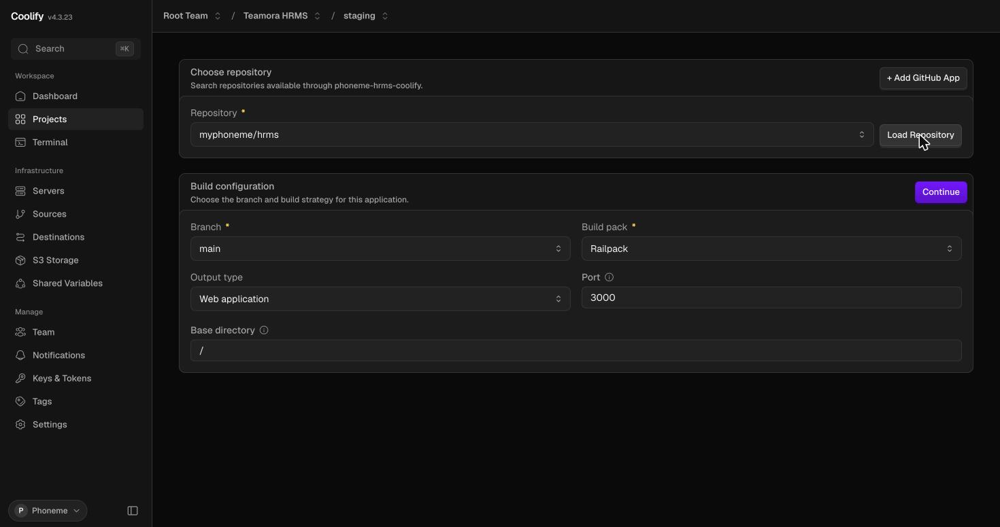 Coolify v4.3.23
Root Team / Teamora HRMS / staging
Search ⌘K
Workspace
Dashboard
Projects
Terminal
Infrastructure
Servers
Sources
Destinations
S3 Storage
Shared Variables
Manage
Team
Notifications
Keys & Tokens
Tags
Settings
P Phoneme
Choose repository
Search repositories available through phoneme-hrms-coolify.
+ Add GitHub App
Repository *
myphoneme/hrms
Load Repository
Build configuration
Choose the branch and build strategy for this application.
Continue
Branch *
main
Build pack *
Railpack
Output type
Web application
Port
3000
Base directory
/